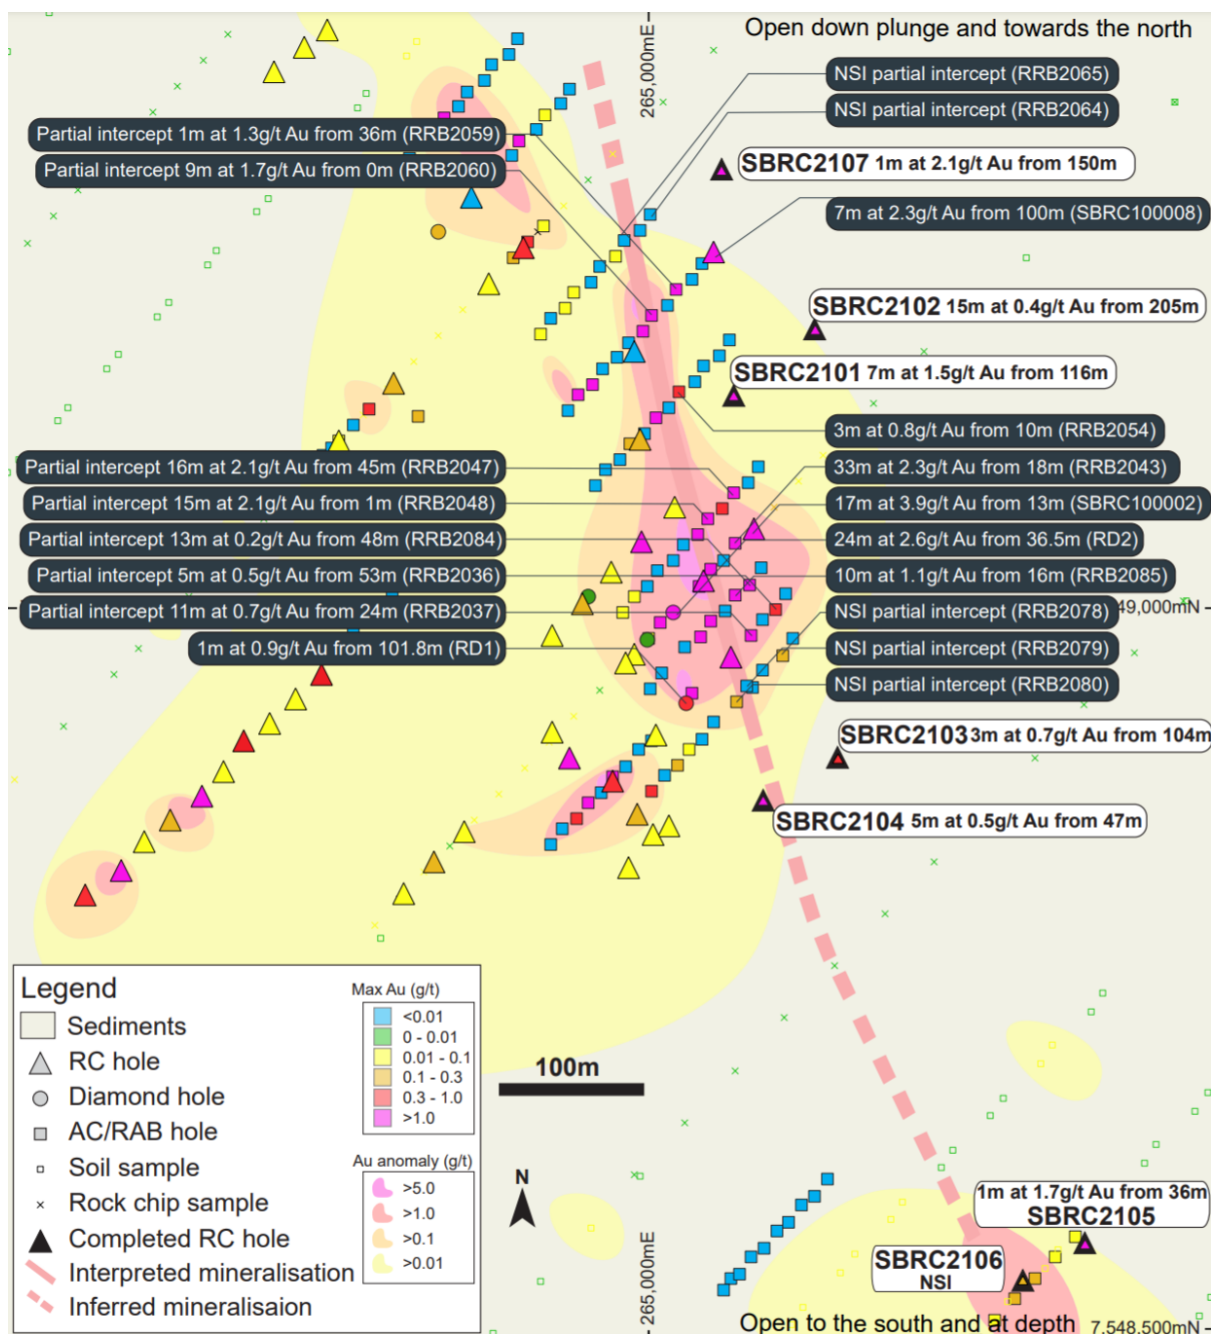 Open down plunge and towards the north
265,000mE
NSI partial intercept (RRB2065)
NSI partial intercept (RRB2064)
Partial intercept 1m at 1.3g/t Au from 36m (RRB2059)
Partial intercept 9m at 1.7g/t Au from 0m (RRB2060)
SBRC2107 1m at 2.1g/t Au from 150m
7m at 2.3g/t Au from 100m (SBRC100008)
SBRC2102 15m at 0.4g/t Au from 205m
SBRC2101 7m at 1.5g/t Au from 116m
3m at 0.8g/t Au from 10m (RRB2054)
Partial intercept 16m at 2.1g/t Au from 45m (RRB2047)
33m at 2.3g/t Au from 18m (RRB2043)
Partial intercept 15m at 2.1g/t Au from 1m (RRB2048)
17m at 3.9g/t Au from 13m (SBRC100002)
Partial intercept 13m at 0.2g/t Au from 48m (RRB2084)
24m at 2.6g/t Au from 36.5m (RD2)
Partial intercept 5m at 0.5g/t Au from 53m (RRB2036)
10m at 1.1g/t Au from 16m (RRB2085)
Partial intercept 11m at 0.7g/t Au from 24m (RRB2037)
NSI partial intercept (RRB2078)
49,000mN
1m at 0.9g/t Au from 101.8m (RD1)
NSI partial intercept (RRB2079)
NSI partial intercept (RRB2080)
SBRC2103 3m at 0.7g/t Au from 104m
SBRC2104 5m at 0.5g/t Au from 47m
Legend
Sediments
RC hole
Diamond hole
AC/RAB hole
Soil sample
Rock chip sample
Completed RC hole
Interpreted mineralisation
Inferred mineralisaion
Max Au (g/t)
<0.01
0 - 0.01
0.01 - 0.1
0.1 - 0.3
0.3 - 1.0
>1.0
Au anomaly (g/t)
>5.0
>1.0
>0.1
>0.01
100m
N
265,000mE
1m at 1.7g/t Au from 36m
SBRC2105
SBRC2106
NSI
Open to the south and at depth
7,548,500mN